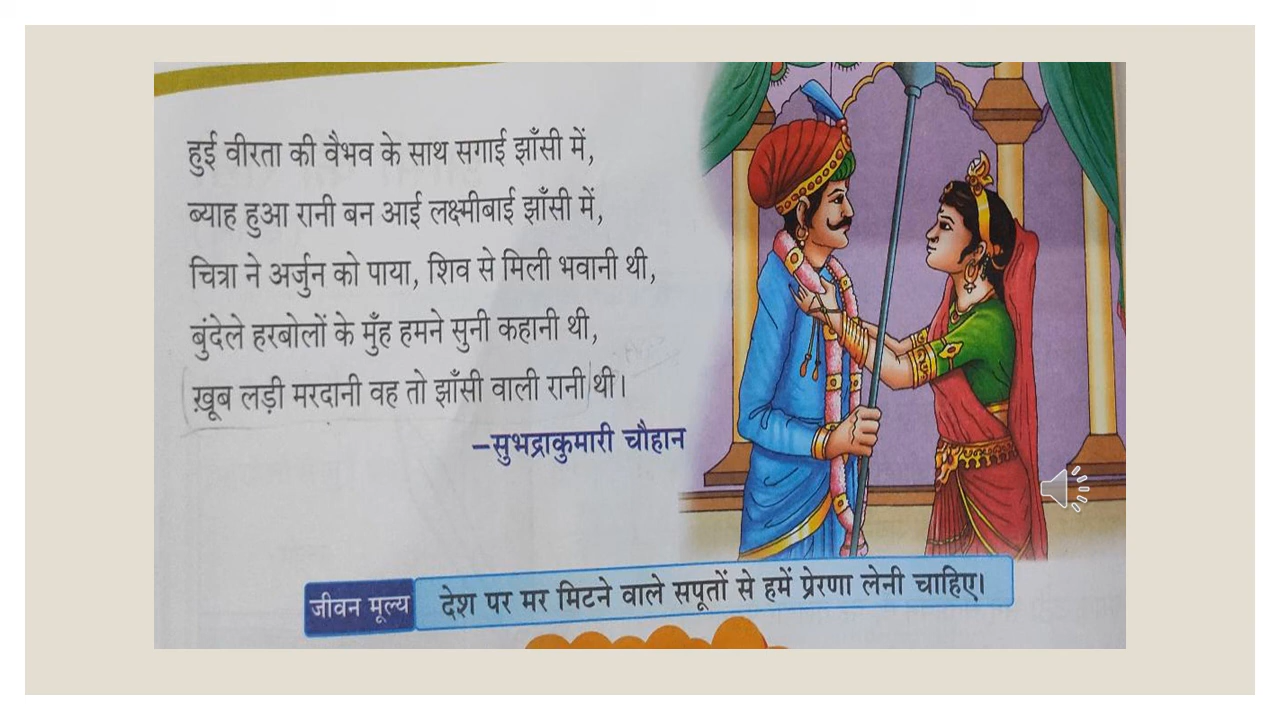 हुई वीरता की वैभव के साथ सगाई झाँसी में,
ब्याह हुआ रानी बन आई लक्ष्मीबाई झाँसी में,
चित्रा ने अर्जुन को पाया, शिव से मिली भवानी थी,
बुंदेले हरबोलों के मुँह हमने सुनी कहानी थी,
ख़ूब लड़ी मरदानी वह तो झाँसी वाली रानी थी।
–सुभद्राकुमारी चौहान
जीवन मूल्य देश पर मर मिटने वाले सपूतों से हमें प्रेरणा लेनी चाहिए।